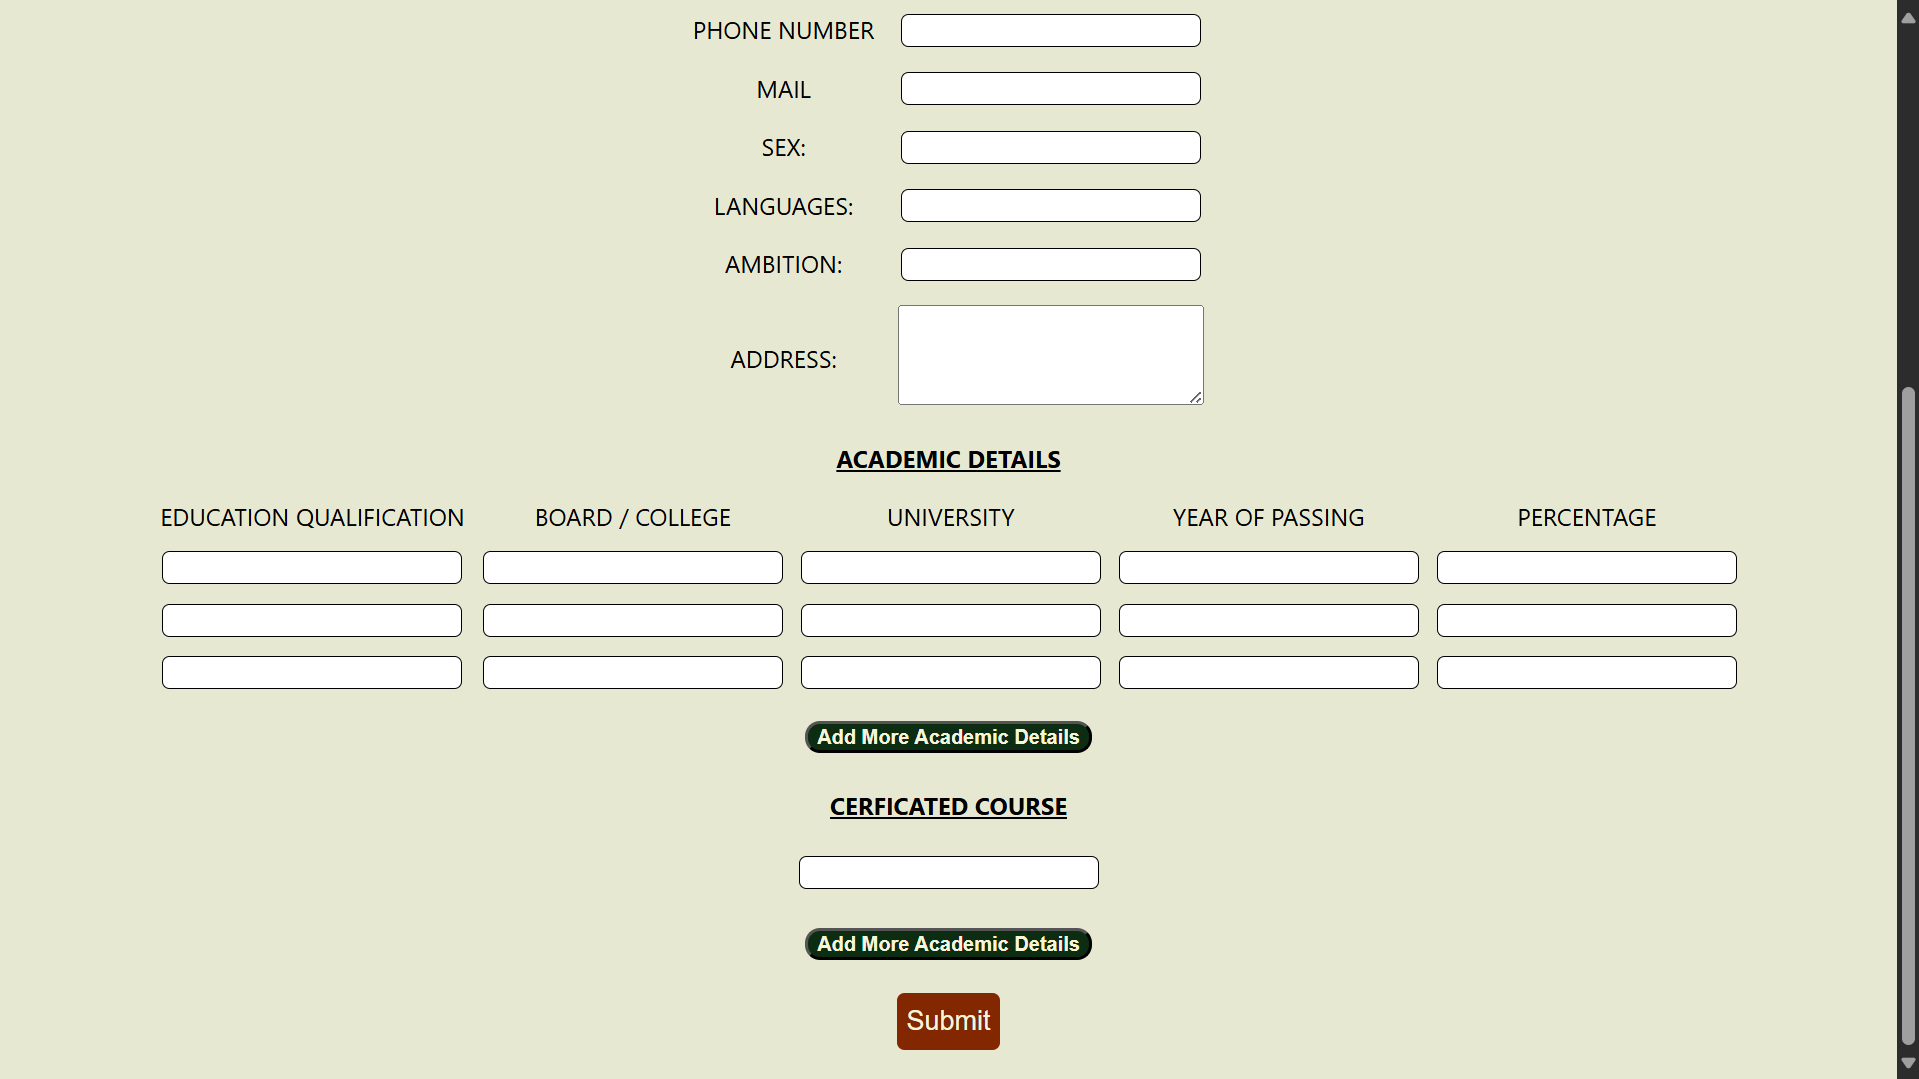 PHONE NUMBER
MAIL
SEX:
LANGUAGES:
AMBITION:
ADDRESS:
ACADEMIC DETAILS
EDUCATION QUALIFICATION BOARD / COLLEGE UNIVERSITY YEAR OF PASSING PERCENTAGE
Add More Academic Details
CERFICATED COURSE
Add More Academic Details
Submit